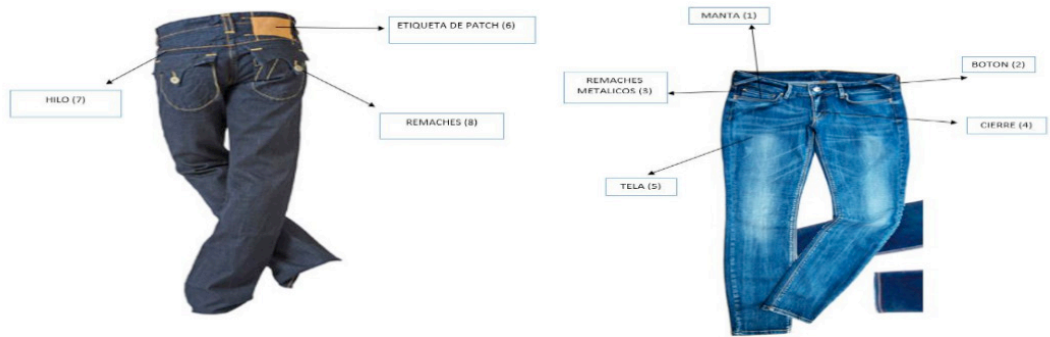 ETIQUETA DE PATCH (6)
HILO (7)
REMACHES (8)
MANTA (1)
BOTON (2)
REMACHES
METALICOS (3)
CIERRE (4)
TELA (5)